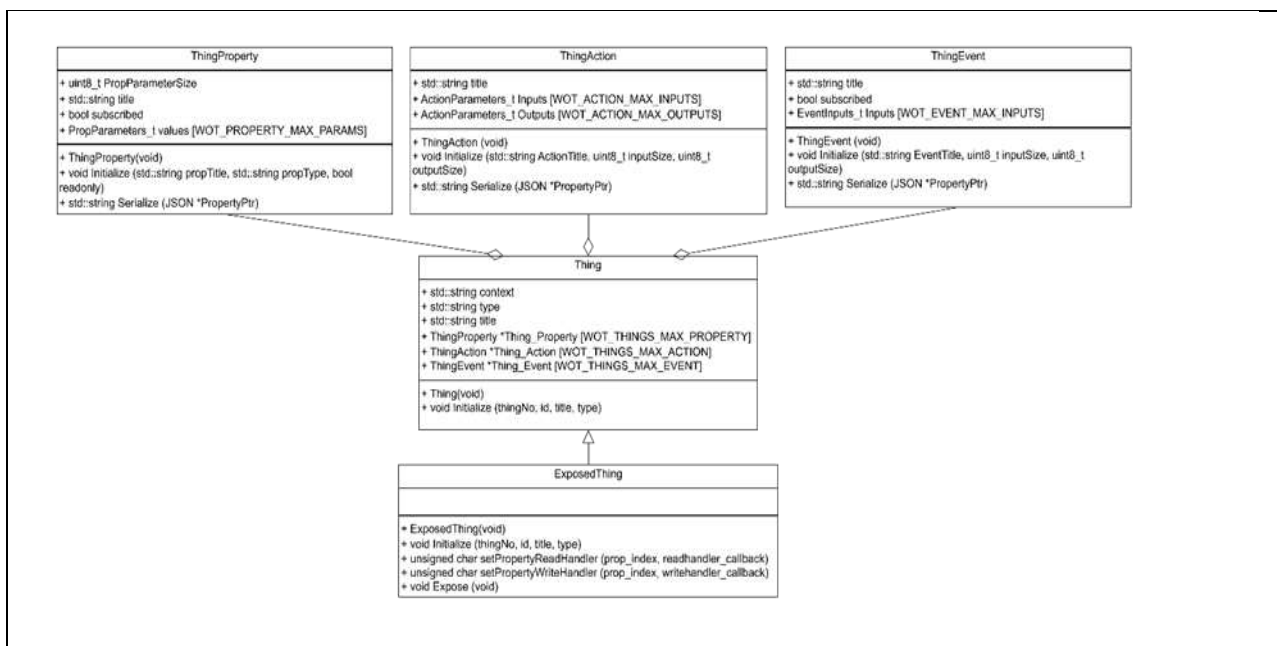 ThingProperty
+ uint8_t PropParameterSize
+ std::string title
+ bool subscribed
+ PropParameters_t values [WOT_PROPERTY_MAX_PARAMS]
+ ThingProperty(void)
+ void Initialize (std::string propTitle, std::string propType, bool
readonly)
+ std::string Serialize (JSON *PropertyPtr)
ThingAction
+ std::string title
+ ActionParameters_t Inputs [WOT_ACTION_MAX_INPUTS]
+ ActionParameters_t Outputs [WOT_ACTION_MAX_OUTPUTS]
+ ThingAction (void)
+ void Initialize (std::string ActionTitle, uint8_t inputSize, uint8_t
outputSize)
+ std::string Serialize (JSON *PropertyPtr)
ThingEvent
+ std::string title
+ bool subscribed
+ EventInputs_t Inputs [WOT_EVENT_MAX_INPUTS]
+ ThingEvent (void)
+ void Initialize (std::string EventTitle, uint8_t inputSize, uint8_t
outputSize)
+ std::string Serialize (JSON *PropertyPtr)
Thing
+ std::string context
+ std::string type
+ std::string title
+ ThingProperty *Thing_Property [WOT_THINGS_MAX_PROPERTY]
+ ThingAction *Thing_Action [WOT_THINGS_MAX_ACTION]
+ ThingEvent *Thing_Event [WOT_THINGS_MAX_EVENT]
+ Thing(void)
+ void Initialize (thingNo, id, title, type)
ExposedThing
+ ExposedThing(void)
+ void Initialize (thingNo, id, title, type)
+ unsigned char setPropertyReadHandler (prop_index, readhandler_callback)
+ unsigned char setPropertyWriteHandler (prop_index, writehandler_callback)
+ void Expose (void)